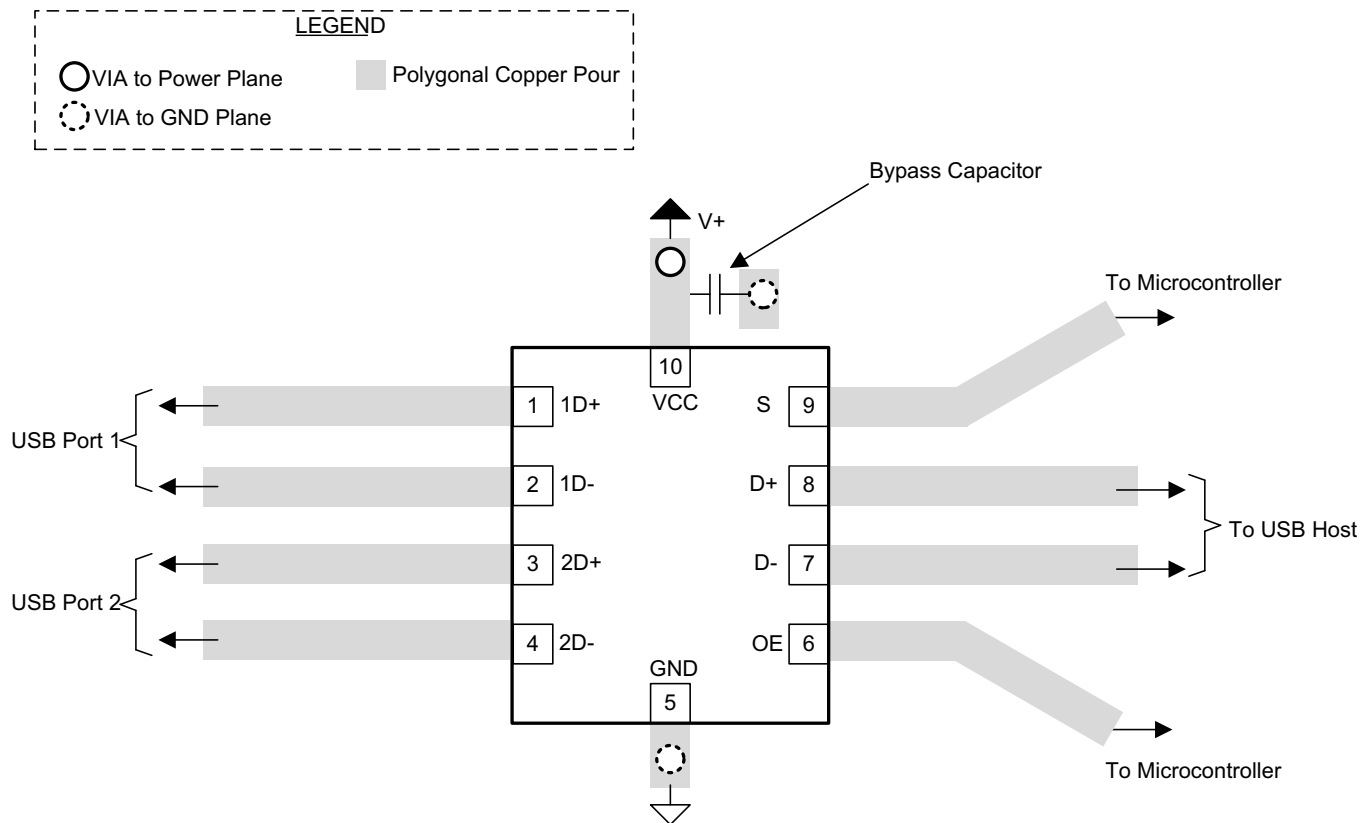 LEGEND
VIA to Power Plane
Polygonal Copper Pour
VIA to GND Plane
Bypass Capacitor
V+
To Microcontroller
10
VCC
1
1D+
S
9
USB Port 1
2
1D-
D+
8
To USB Host
3
2D+
D-
7
USB Port 2
4
2D-
OE
6
GND
5
To Microcontroller